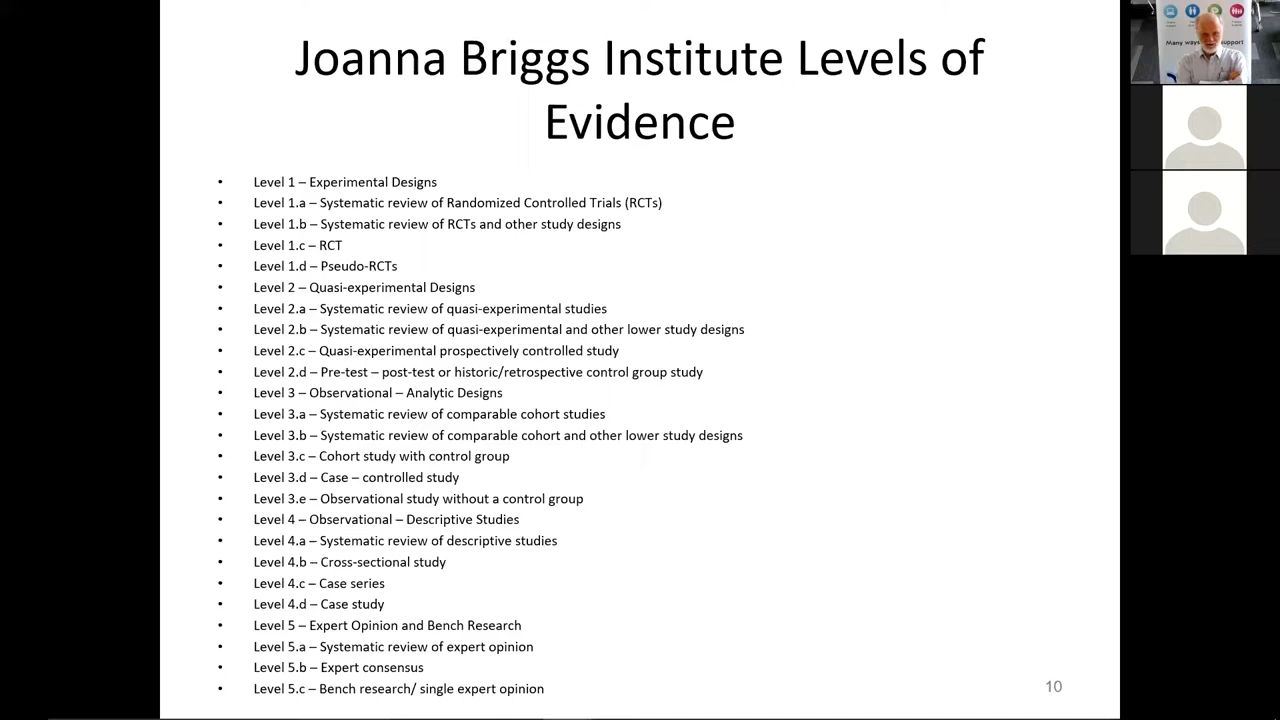 Joanna Briggs Institute Levels of
Evidence
• Level 1 – Experimental Designs
• Level 1.a – Systematic review of Randomized Controlled Trials (RCTs)
• Level 1.b – Systematic review of RCTs and other study designs
• Level 1.c – RCT
• Level 1.d – Pseudo-RCTs
• Level 2 – Quasi-experimental Designs
• Level 2.a – Systematic review of quasi-experimental studies
• Level 2.b – Systematic review of quasi-experimental and other lower study designs
• Level 2.c – Quasi-experimental prospectively controlled study
• Level 2.d – Pre-test – post-test or historic/retrospective control group study
• Level 3 – Observational – Analytic Designs
• Level 3.a – Systematic review of comparable cohort studies
• Level 3.b – Systematic review of comparable cohort and other lower study designs
• Level 3.c – Cohort study with control group
• Level 3.d – Case – controlled study
• Level 3.e – Observational study without a control group
• Level 4 – Observational – Descriptive Studies
• Level 4.a – Systematic review of descriptive studies
• Level 4.b – Cross-sectional study
• Level 4.c – Case series
• Level 4.d – Case study
• Level 5 – Expert Opinion and Bench Research
• Level 5.a – Systematic review of expert opinion
• Level 5.b – Expert consensus
• Level 5.c – Bench research/ single expert opinion
10
Many ways support